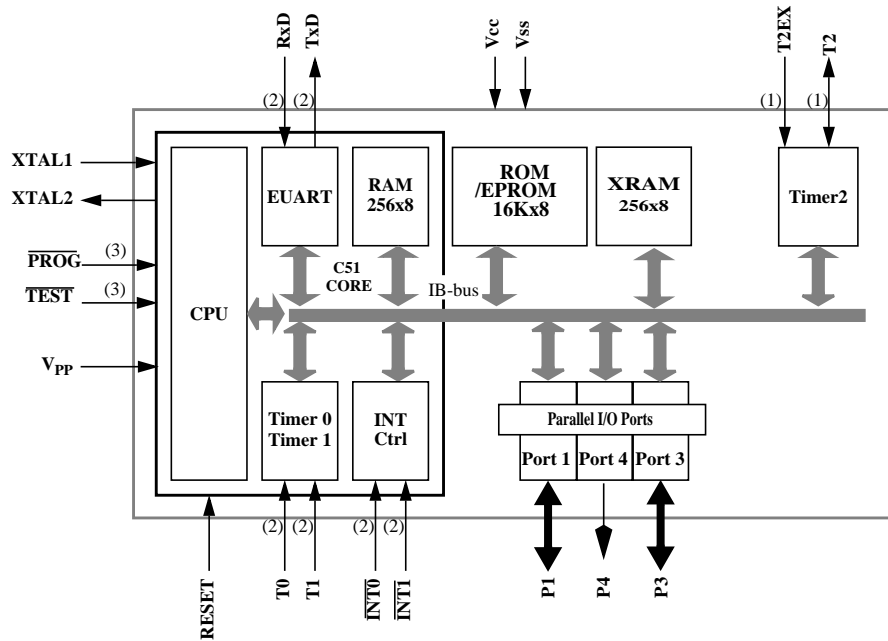 RxD
TxD
Vcc
Vss
T2EX
T2
(2)
(2)
(1)
(1)
XTAL1
XTAL2
PROG
(3)
TEST
(3)
VPP
CPU
EUART
RAM
256x8
ROM
/EPROM
16Kx8
XRAM
256x8
Timer2
C51
CORE
IB-bus
Timer 0
Timer 1
INT
Ctrl
Parallel I/O Ports
Port 1
Port 4
Port 3
(2)
(2)
(2)
(2)
RESET
T0
T1
INT0
INT1
P1
P4
P3